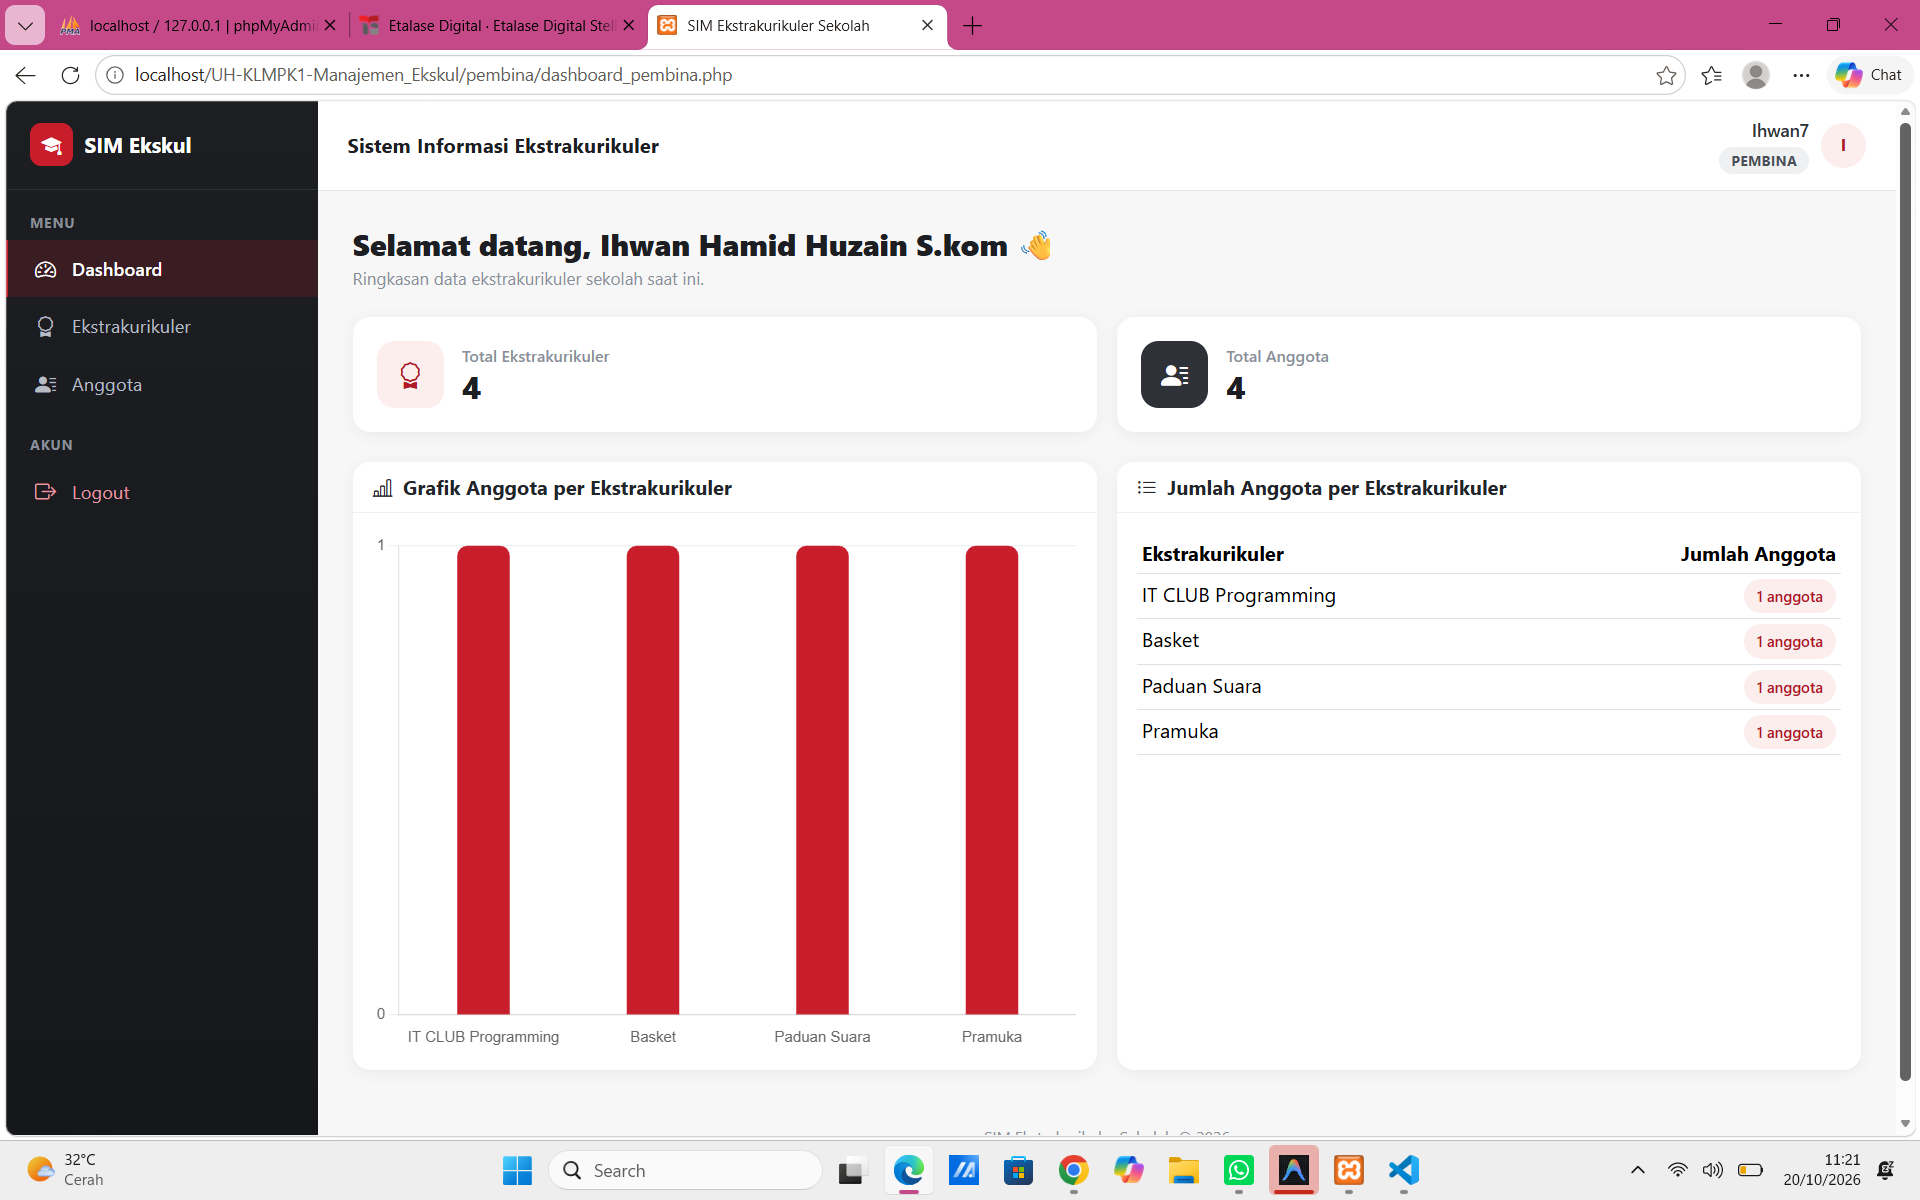 localhost / 127.0.0.1 | phpMyAdmi
Etalase Digital · Etalase Digital Stel
SIM Ekstrakurikuler Sekolah
localhost/UH-KLMPK1-Manajemen_Ekskul/pembina/dashboard_pembina.php
Chat
SIM Ekskul
MENU
Dashboard
Ekstrakurikuler
Anggota
AKUN
Logout
Sistem Informasi Ekstrakurikuler
Ihwan7
PEMBINA
I
Selamat datang, Ihwan Hamid Huzain S.kom 👋
Ringkasan data ekstrakurikuler sekolah saat ini.
Total Ekstrakurikuler
4
Total Anggota
4
Grafik Anggota per Ekstrakurikuler
1
0
IT CLUB Programming
Basket
Paduan Suara
Pramuka
Jumlah Anggota per Ekstrakurikuler
Ekstrakurikuler Jumlah Anggota
IT CLUB Programming 1 anggota
Basket 1 anggota
Paduan Suara 1 anggota
Pramuka 1 anggota
32°C
Cerah
Search
11:21
20/10/2026